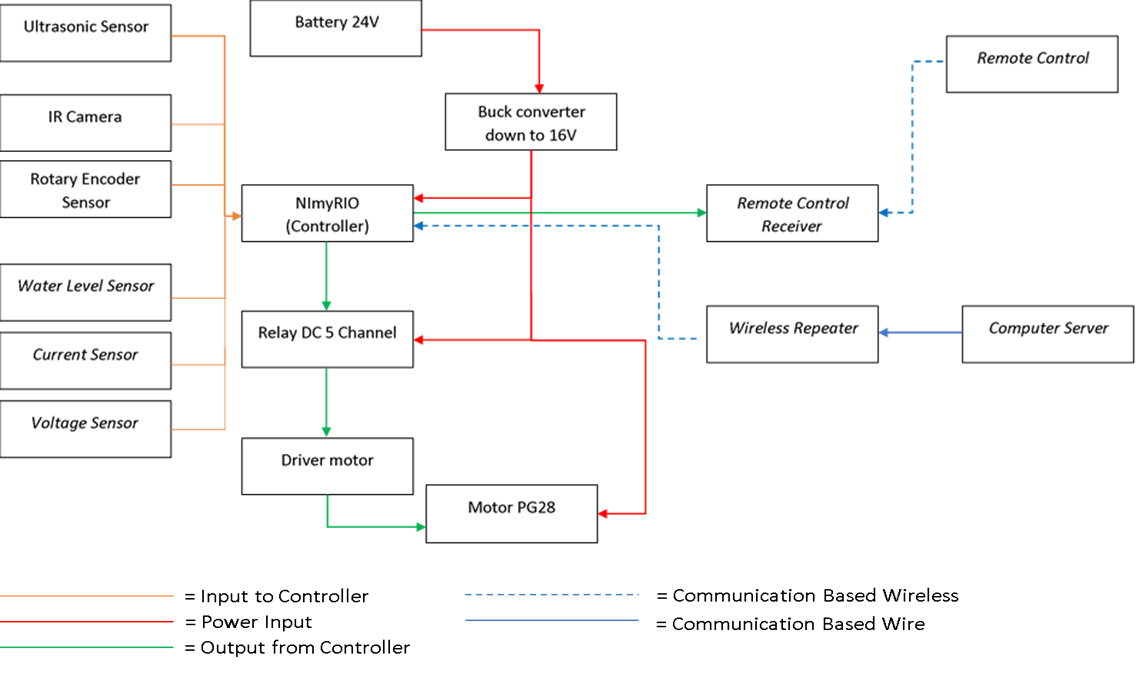 Ultrasonic Sensor
Battery 24V
Remote Control
IR Camera
Buck converter
down to 16V
Rotary Encoder
Sensor
NImyRIO
(Controller)
Remote Control
Receiver
Water Level Sensor
Relay DC 5 Channel
Wireless Repeater
Computer Server
Current Sensor
Voltage Sensor
Driver motor
Motor PG28
= Input to Controller
= Power Input
= Output from Controller
= Communication Based Wireless
= Communication Based Wire